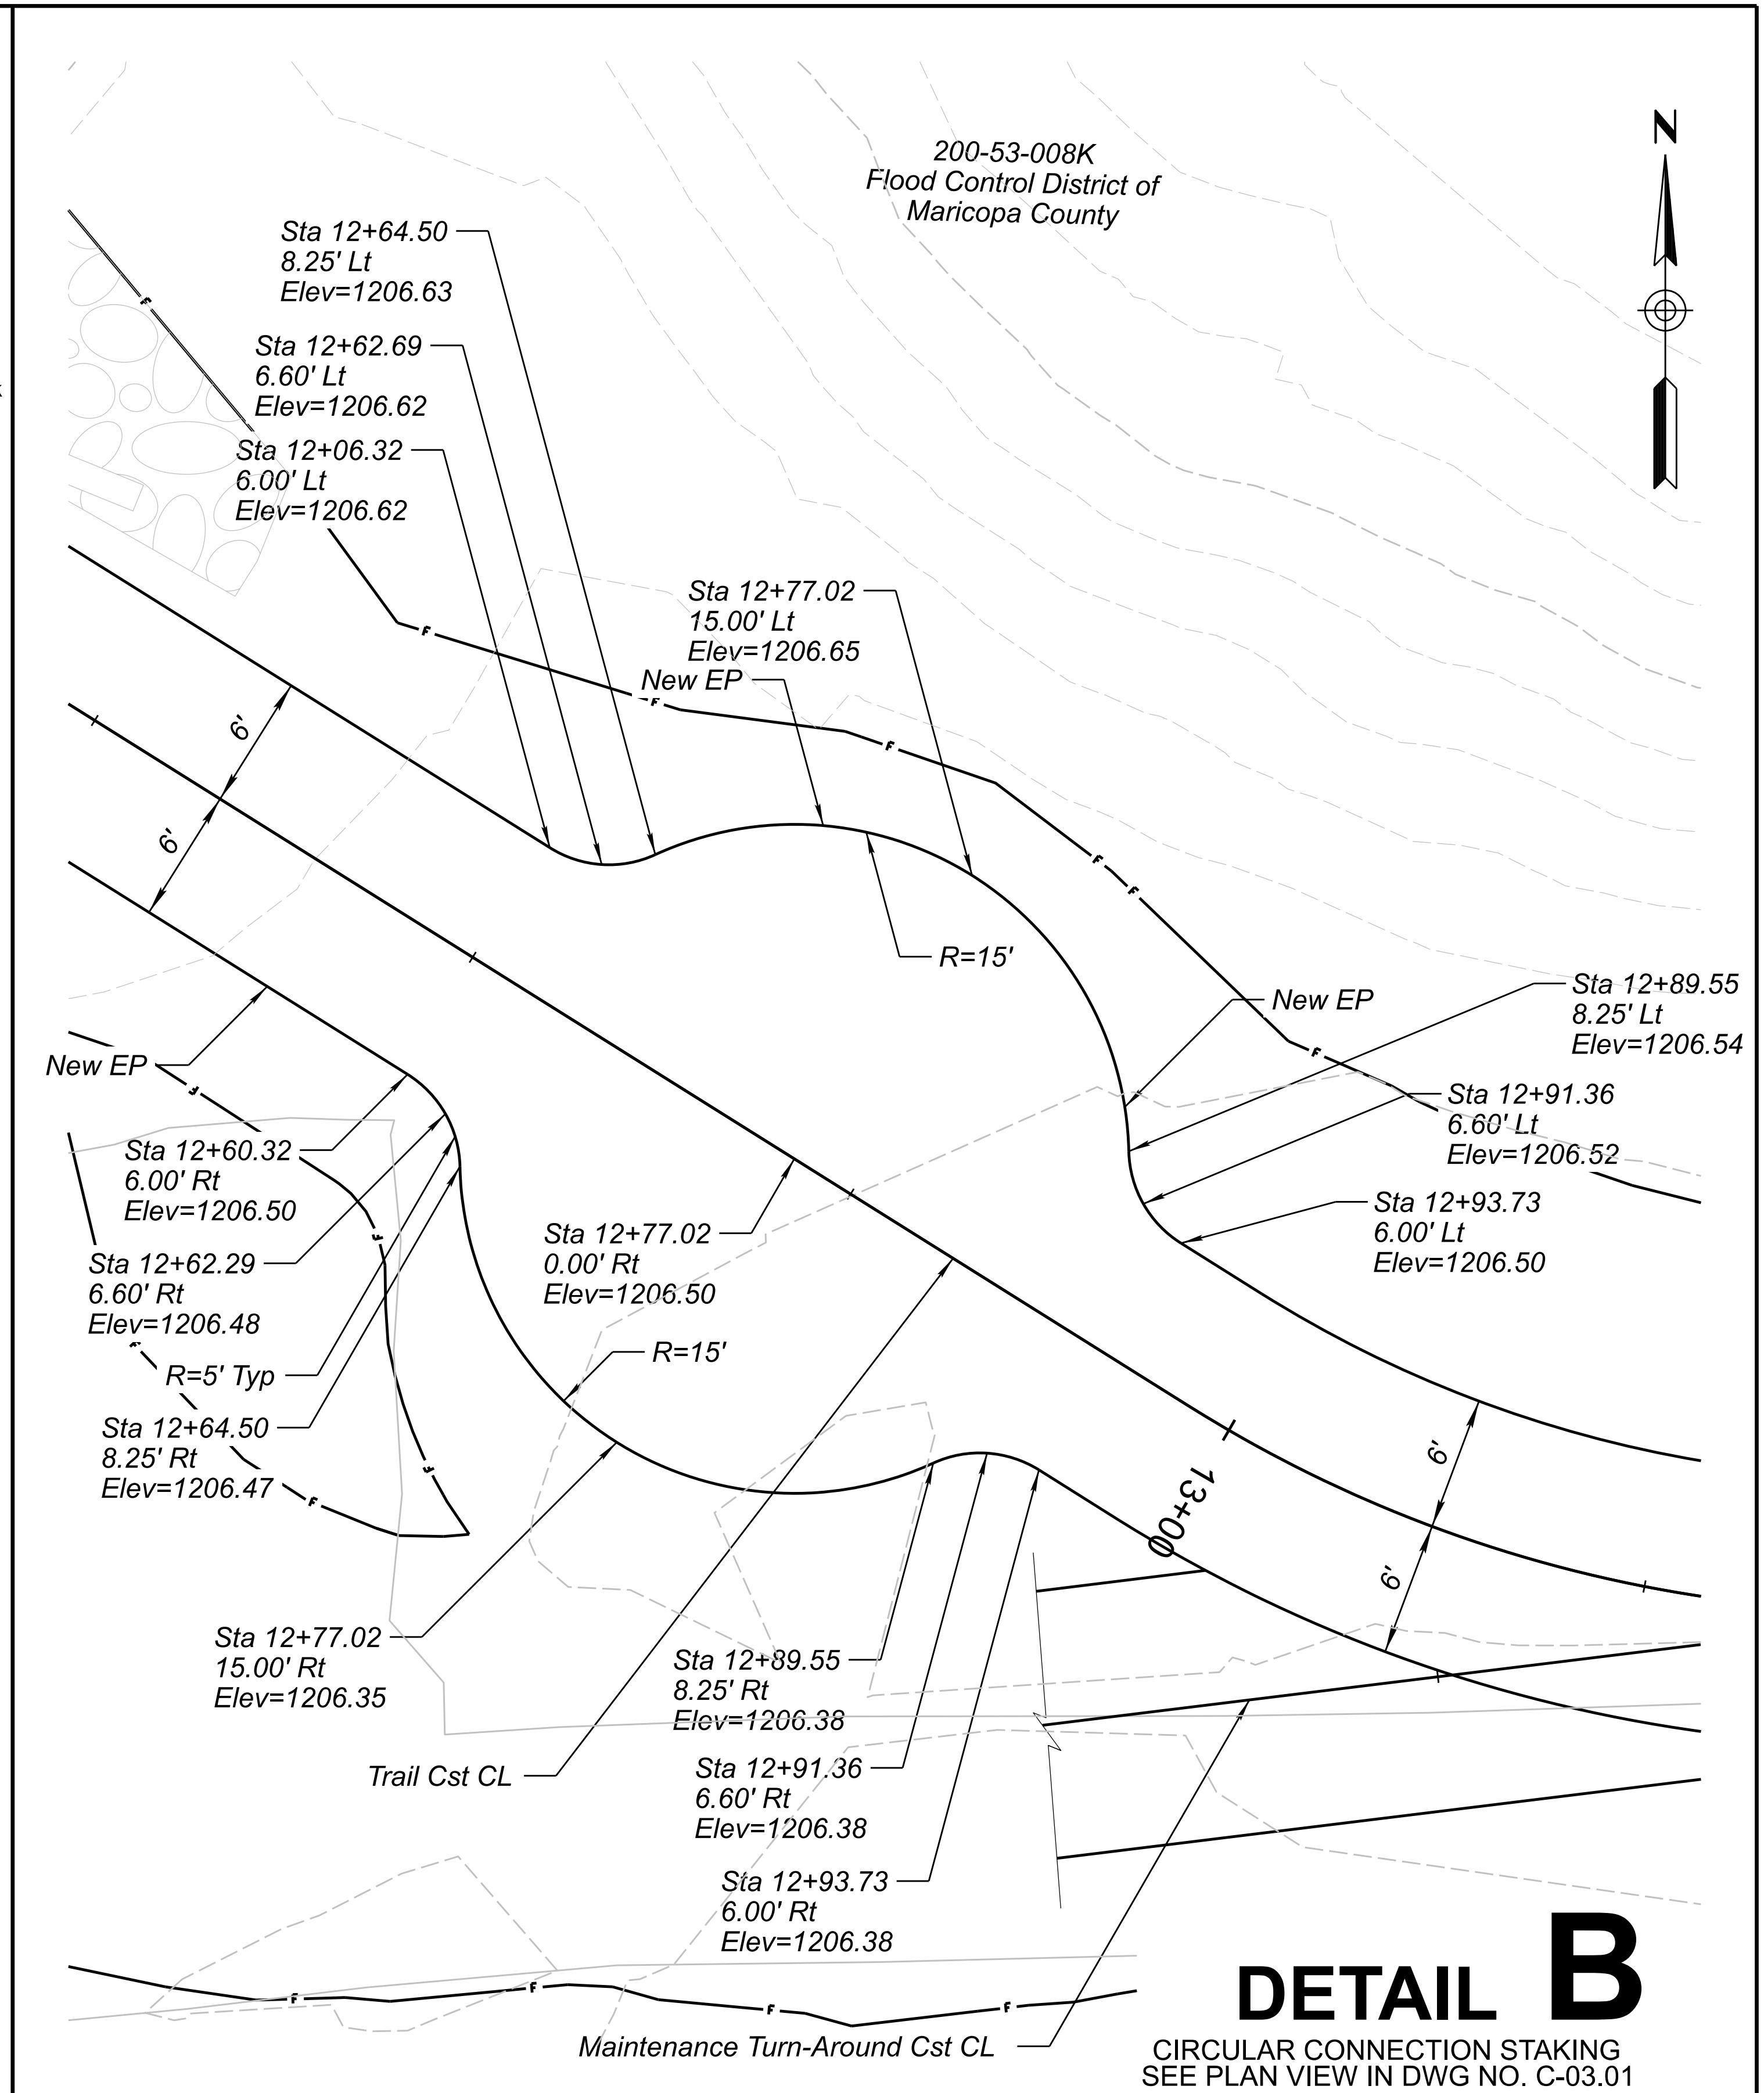 200-53-008K
Flood Control District of
Maricopa County
N
Sta 12+64.50
8.25' Lt
Elev=1206.63
Sta 12+62.69
6.60' Lt
Elev=1206.62
Sta 12+06.32
6.00' Lt
Elev=1206.62
F
F
F
F
F
F
F
Sta 12+77.02
15.00' Lt
Elev=1206.65
New EP
6'
6'
R=15'
New EP
Sta 12+89.55
8.25' Lt
Elev=1206.54
Sta 12+91.36
6.60' Lt
Elev=1206.52
Sta 12+93.73
6.00' Lt
Elev=1206.50
New EP
F
Sta 12+60.32
6.00' Rt
Elev=1206.50
F
Sta 12+62.29
6.60' Rt
Elev=1206.48
F
R=5' Typ
Sta 12+64.50
8.25' Rt
Elev=1206.47
F
F
Sta 12+77.02
0.00' Rt
Elev=1206.50
R=15'
13+00
6'
6'
Sta 12+77.02
15.00' Rt
Elev=1206.35
Trail Cst CL
Sta 12+89.55
8.25' Rt
Elev=1206.38
Sta 12+91.36
6.60' Rt
Elev=1206.38
Sta 12+93.73
6.00' Rt
Elev=1206.38
F
F
F
F
Maintenance Turn-Around Cst CL
DETAIL B
CIRCULAR CONNECTION STAKING
SEE PLAN VIEW IN DWG NO. C-03.01